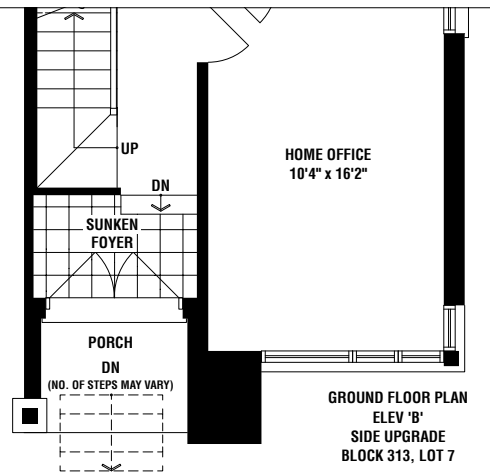 UP
HOME OFFICE
10'4" x 16'2"
DN
SUNKEN
FOYER
PORCH
DN
(NO. OF STEPS MAY VARY)
GROUND FLOOR PLAN
ELEV 'B'
SIDE UPGRADE
BLOCK 313, LOT 7